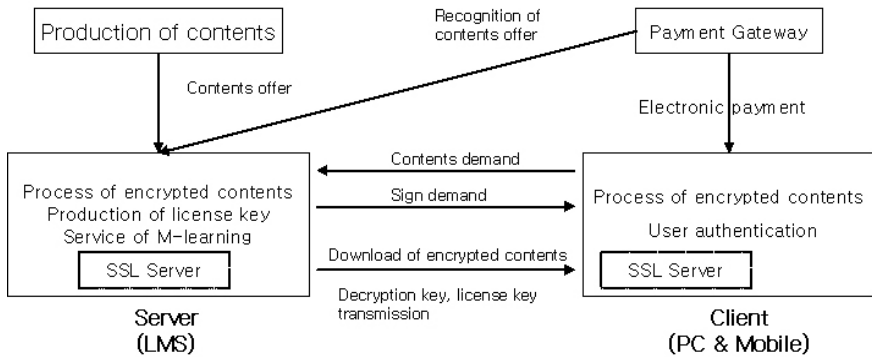 Production of contents
Recognition of
contents offer
Payment Gateway
Contents offer
Electronic payment
Contents demand
Process of encrypted contents
Production of license key
Service of M-learning
SSL Server
Sign demand
Process of encrypted contents
User authentication
SSL Server
Download of encrypted contents
Decryption key, license key
transmission
Server
(LMS)
Client
(PC & Mobile)